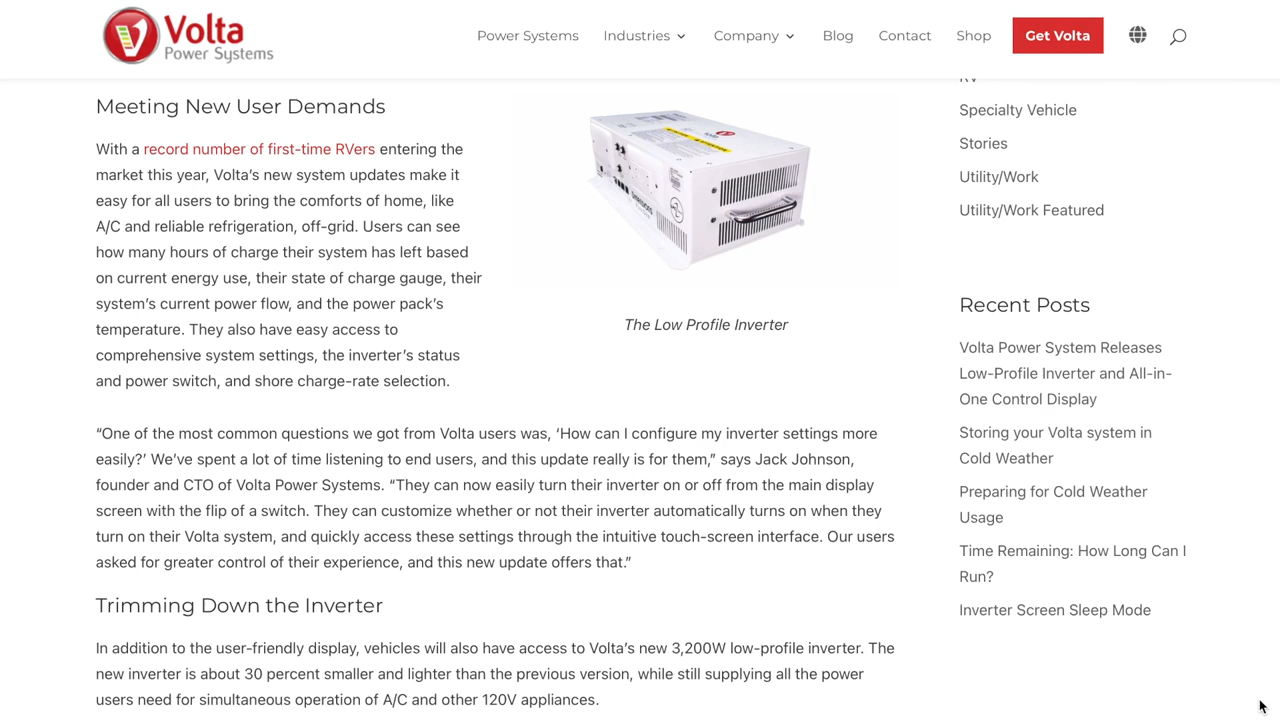 Volta
Power Systems
Power Systems Industries Company Blog Contact Shop Get Volta
Meeting New User Demands
With a record number of first-time RVers entering the
market this year, Volta’s new system updates make it
easy for all users to bring the comforts of home, like
A/C and reliable refrigeration, off-grid. Users can see
how many hours of charge their system has left based
on current energy use, their state of charge gauge, their
system’s current power flow, and the power pack’s
temperature. They also have easy access to
comprehensive system settings, the inverter’s status
and power switch, and shore charge-rate selection.
The Low Profile Inverter
“One of the most common questions we got from Volta users was, ‘How can I configure my inverter settings more
easily?’ We’ve spent a lot of time listening to end users, and this update really is for them,” says Jack Johnson,
founder and CTO of Volta Power Systems. “They can now easily turn their inverter on or off from the main display
screen with the flip of a switch. They can customize whether or not their inverter automatically turns on when they
turn on their Volta system, and quickly access these settings through the intuitive touch-screen interface. Our users
asked for greater control of their experience, and this new update offers that.”
Trimming Down the Inverter
In addition to the user-friendly display, vehicles will also have access to Volta’s new 3,200W low-profile inverter. The
new inverter is about 30 percent smaller and lighter than the previous version, while still supplying all the power
users need for simultaneous operation of A/C and other 120V appliances.
RV
Specialty Vehicle
Stories
Utility/Work
Utility/Work Featured
Recent Posts
Volta Power System Releases
Low-Profile Inverter and All-in-
One Control Display
Storing your Volta system in
Cold Weather
Preparing for Cold Weather
Usage
Time Remaining: How Long Can I
Run?
Inverter Screen Sleep Mode